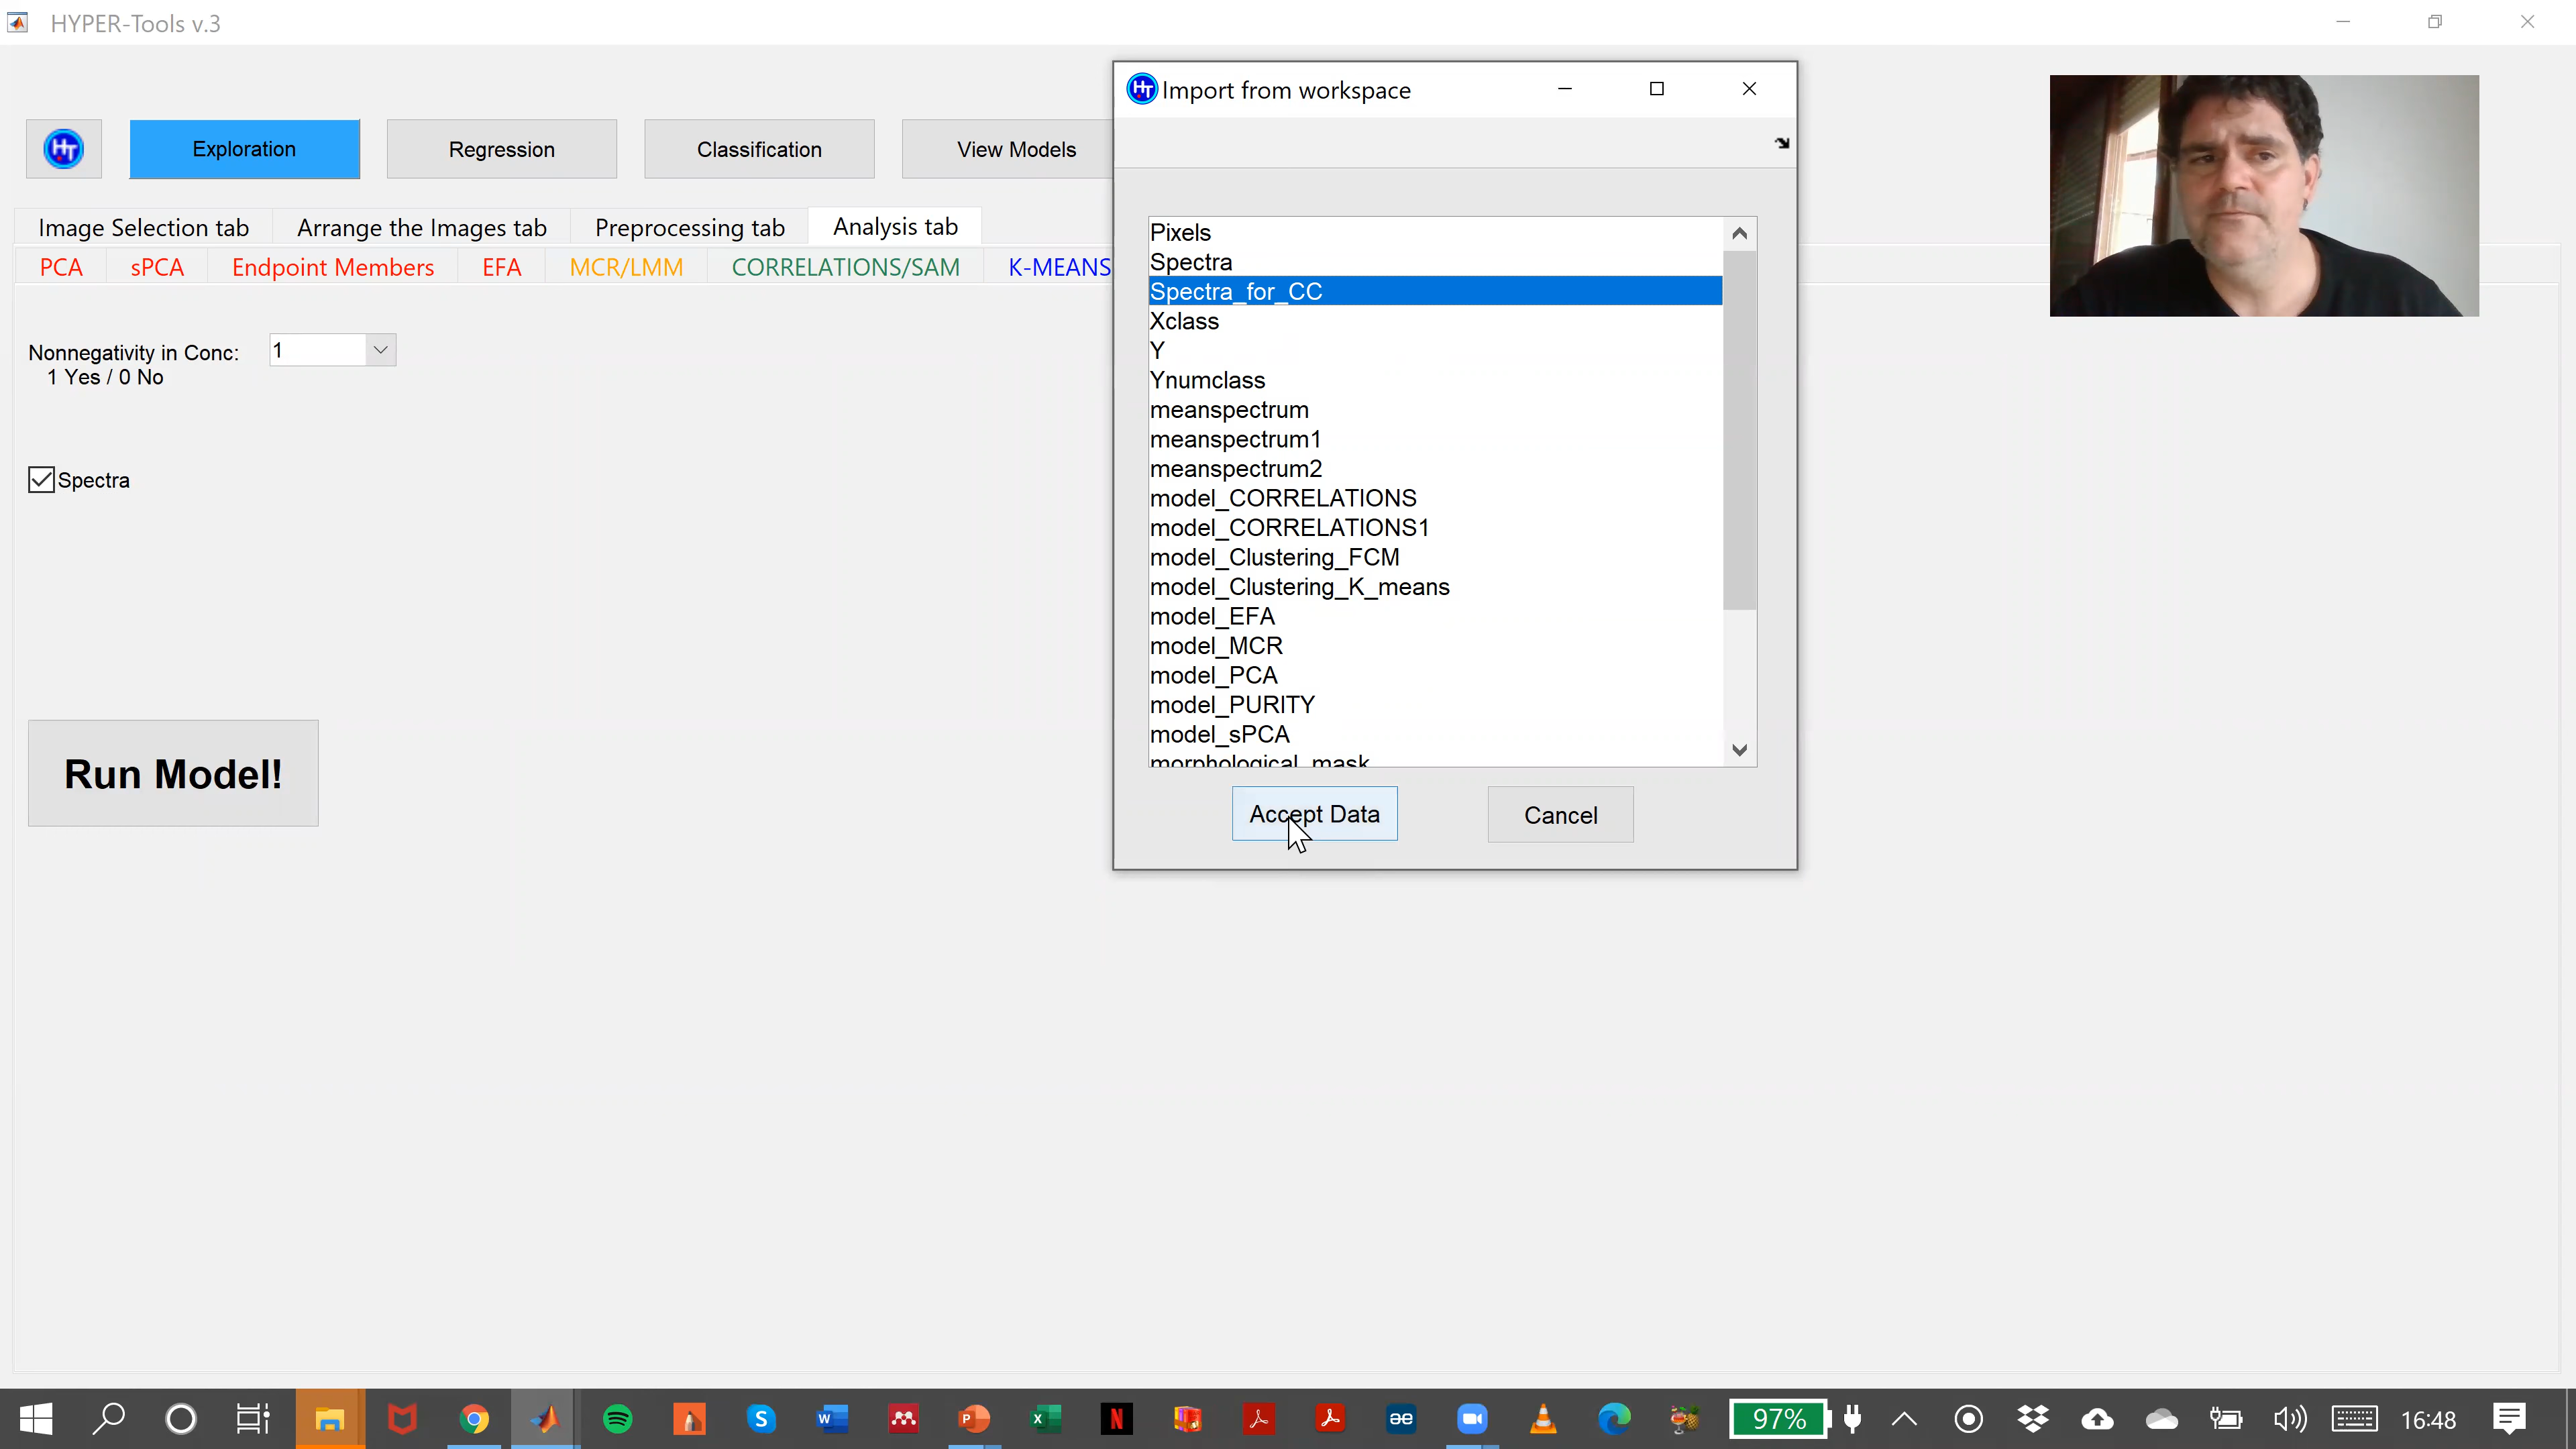 HYPER-Tools v.3
Import from workspace
Exploration
Regression
Classification
View Models
Image Selection tab
Arrange the Images tab
Preprocessing tab
Analysis tab
PCA
sPCA
Endpoint Members
EFA
MCR/LMM
CORRELATIONS/SAM
K-MEANS
Nonnegativity in Conc:
1
1 Yes / 0 No
Spectra
Run Model!
Pixels
Spectra
Spectra_for_CC
Xclass
Y
Ynumclass
meanspectrum
meanspectrum1
meanspectrum2
model_CORRELATIONS
model_CORRELATIONS1
model_Clustering_FCM
model_Clustering_K_means
model_EFA
model_MCR
model_PCA
model_PURITY
model_sPCA
morphological_mask
Accept Data
Cancel
97%
16:48